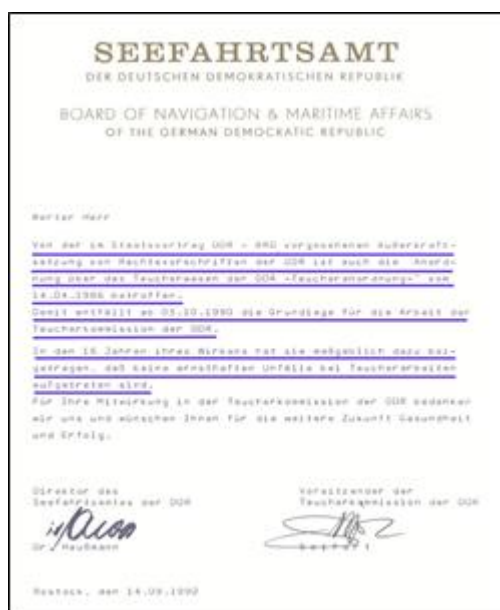 SEEFAHRTSAMT
DER DEUTSCHEN DEMOKRATISCHEN REPUBLIK
BOARD OF NAVIGATION & MARITIME AFFAIRS
OF THE GERMAN DEMOCRATIC REPUBLIC
Werter Herr
Von der im Staatsvertrag DDR - BRD vorgesehenen Außerkraft-
setzung von Rechtsvorschriften der DDR ist auch die "Anord-
nung über das Taucherwesen der DDR -Taucheranordnung-" vom
14.04.1986 betroffen.
Damit entfällt ab 03.10.1990 die Grundlage für die Arbeit der
Taucherkommission der DDR.
In den 16 Jahren ihres Wirkens hat sie maßgeblich dazu bei-
getragen, daß keine ernsthaften Unfälle bei Taucherarbeiten
aufgetreten sind.
Für Ihre Mitwirkung in der Taucherkommission der DDR bedanken
wir uns und wünschen Ihnen für die weitere Zukunft Gesundheit
und Erfolg.
Direktor des
Seefahrtsamtes der DDR
Vorsitzender der
Taucherkommission der DDR
Dr. Haußmann
Rostock, den 14.09.1990